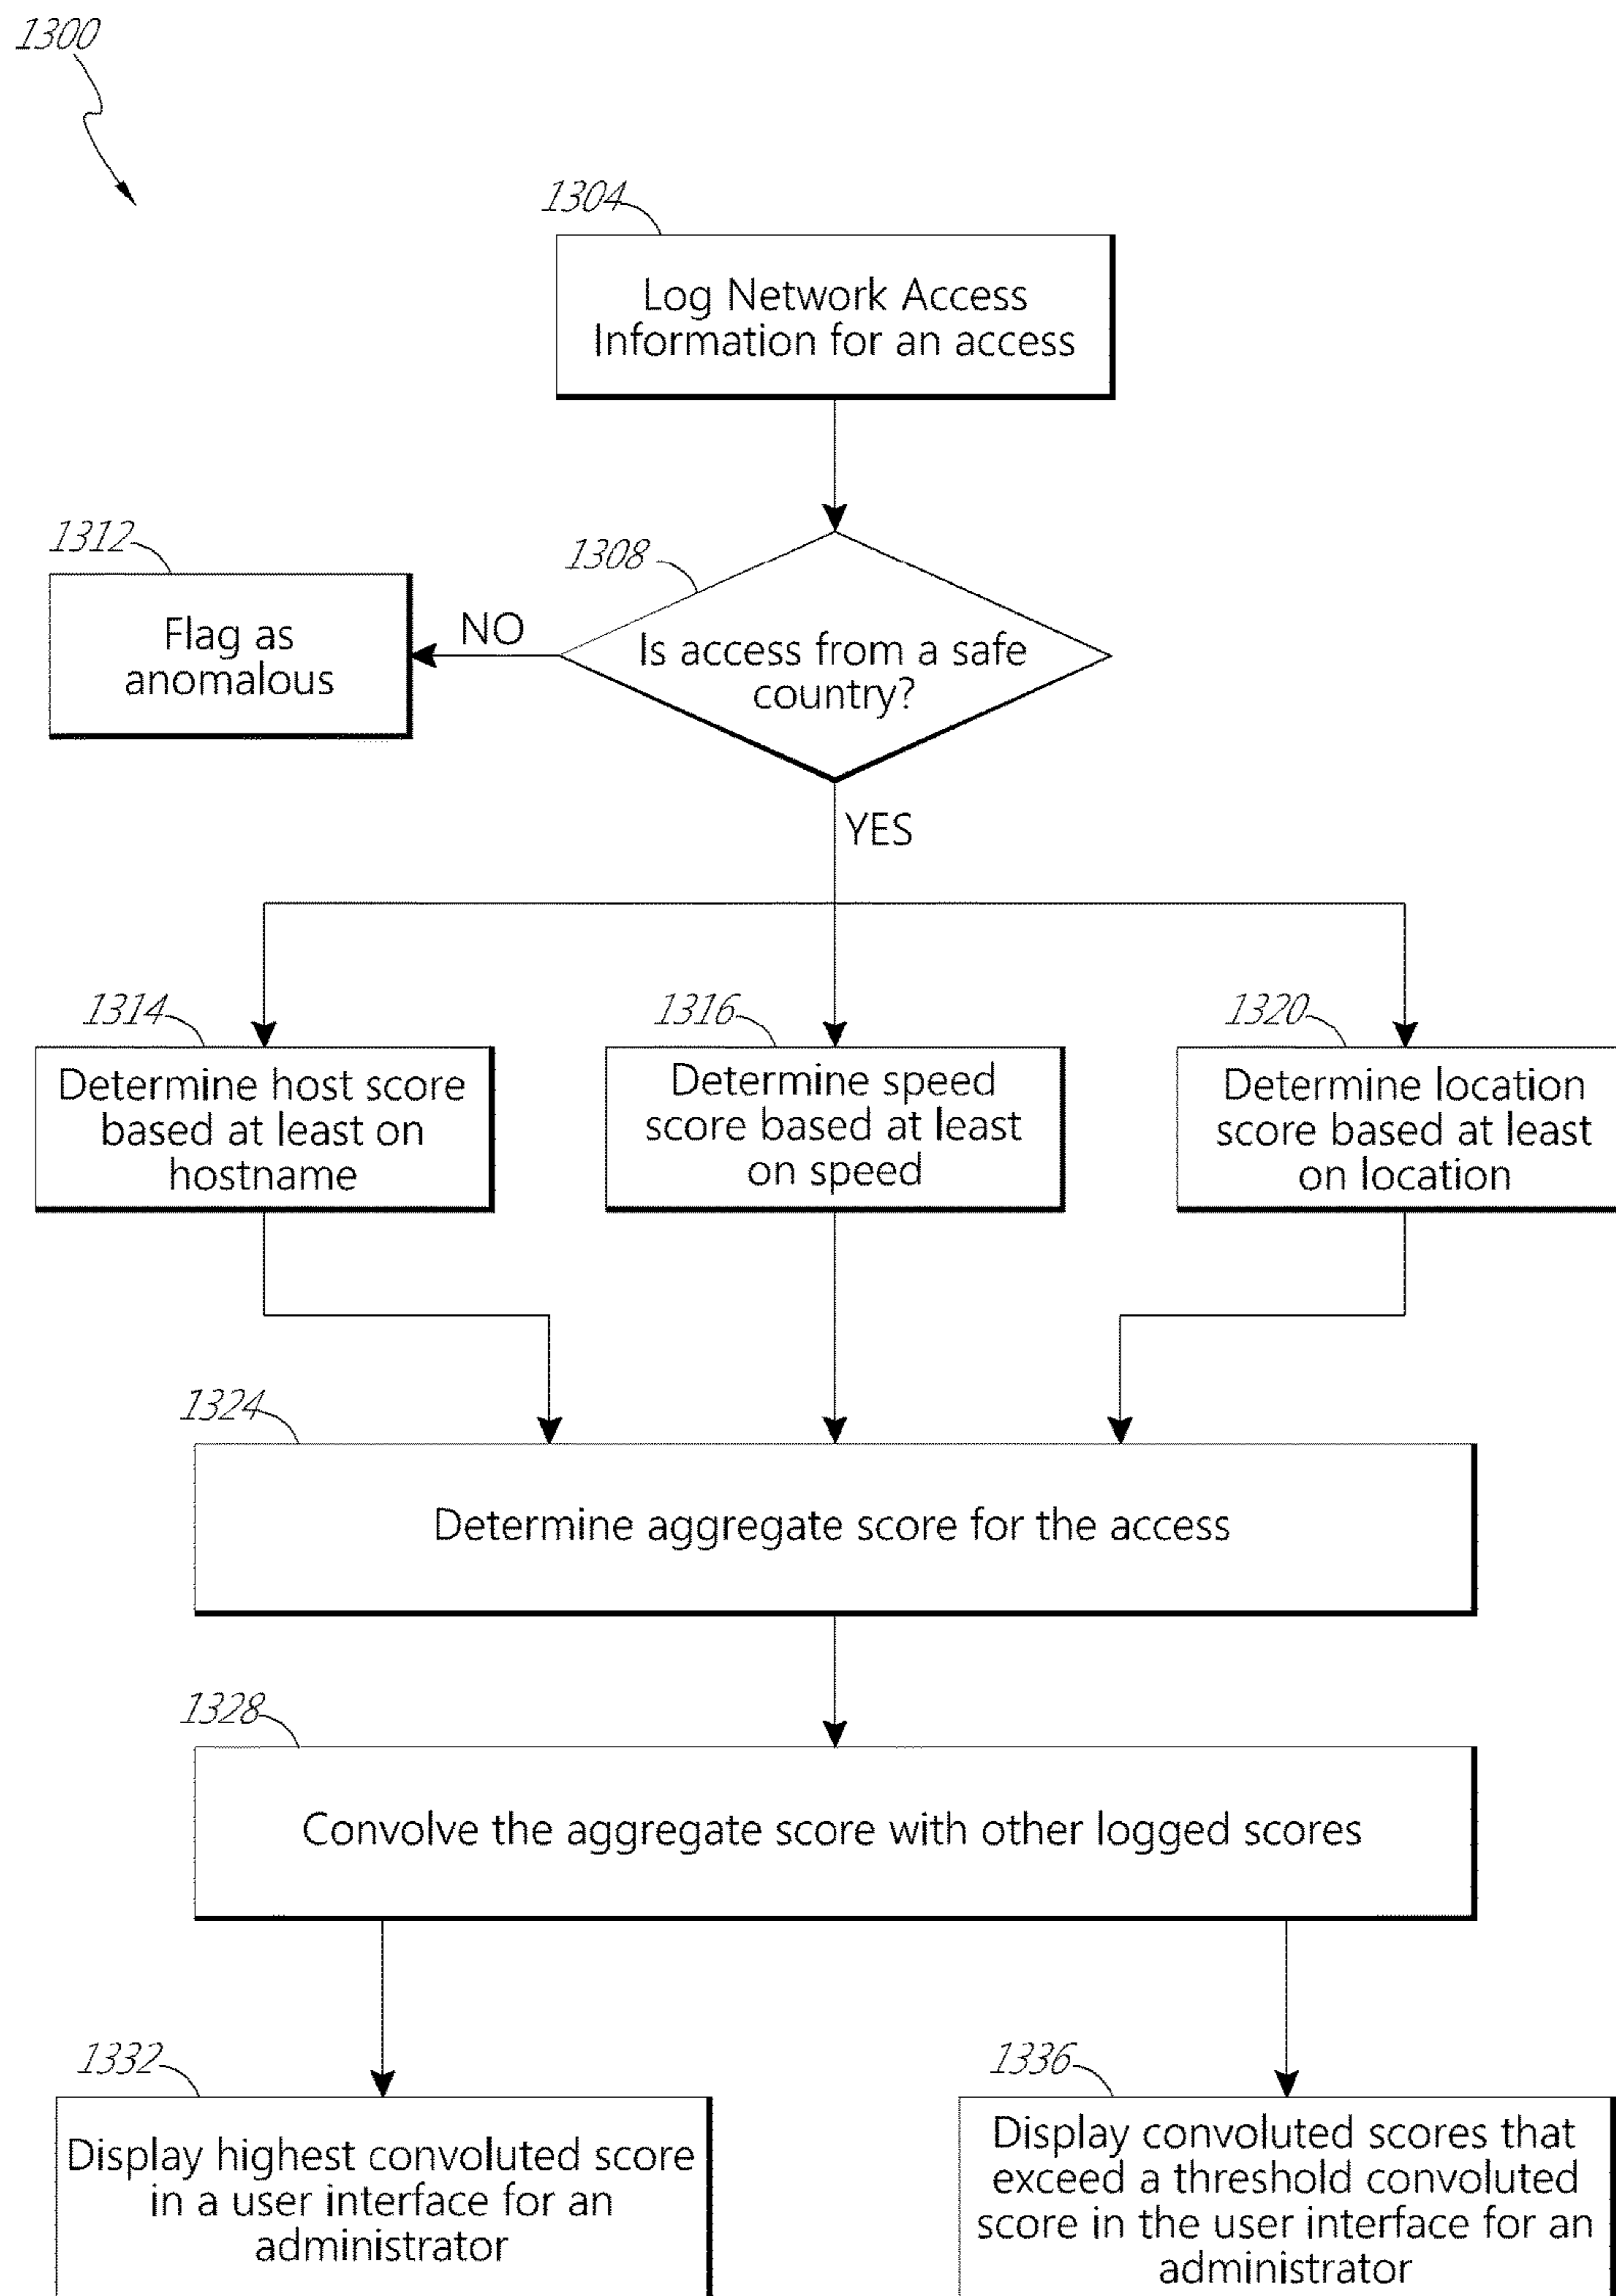 1300
1304
Log Network Access
Information for an access
1312
Flag as
anomalous
NO
1308
Is access from a safe
country?
YES
1314
Determine host score
based at least on
hostname
1316
Determine speed
score based at least
on speed
1320
Determine location
score based at least
on location
1324
Determine aggregate score for the access
1328
Convolve the aggregate score with other logged scores
1332
Display highest convoluted score
in a user interface for an
administrator
1336
Display convoluted scores that
exceed a threshold convoluted
score in the user interface for an
administrator